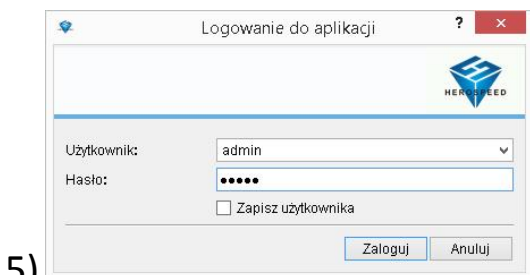 Logowanie do aplikacji ?
HEROSPEED
Użytkownik: admin
Hasło: •••••
Zapisz użytkownika
Zaloguj Anuluj
5)